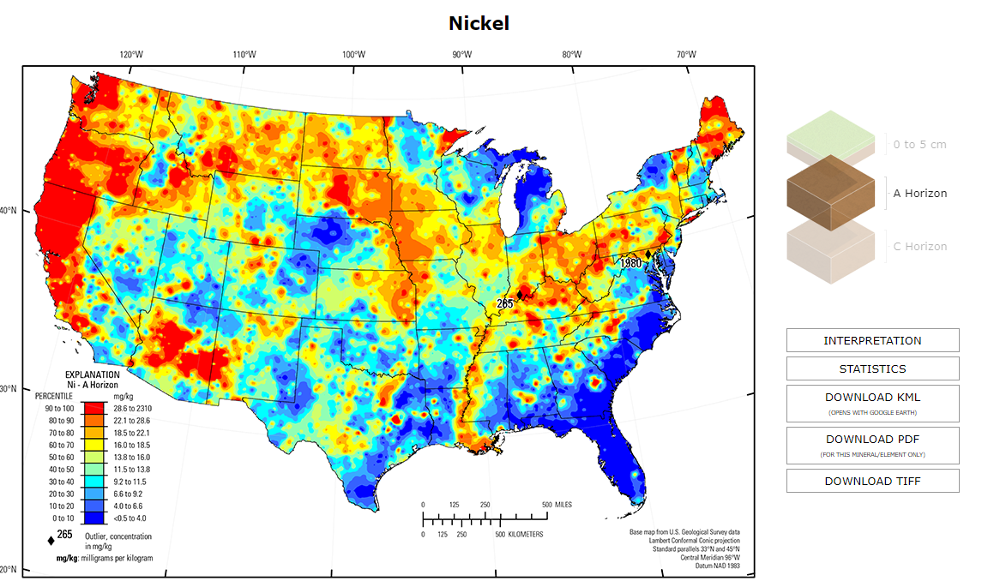 Nickel
120°W 110°W 100°W 90°W 80°W 70°W
40°N
30°N
20°N
1980
265
EXPLANATION
Ni - A Horizon
PERCENTILE mg/kg
90 to 100 28.6 to 2310
80 to 90 22.1 to 28.6
70 to 80 18.5 to 22.1
60 to 70 16.0 to 18.5
50 to 60 13.8 to 16.0
40 to 50 11.5 to 13.8
30 to 40 9.2 to 11.5
20 to 30 6.6 to 9.2
10 to 20 4.0 to 6.6
0 to 10 <0.5 to 4.0
265 Outlier, concentration
in mg/kg
mg/kg: milligrams per kilogram
0 125 250 500 MILES
0 125 250 500 KILOMETERS
Base map from U.S. Geological Survey data
Lambert Conformal Conic projection
Standard parallels 33°N and 45°N
Central Meridian 96°W
Datum NAD 1983
0 to 5 cm
A Horizon
C Horizon
INTERPRETATION
STATISTICS
DOWNLOAD KML
(OPENS WITH GOOGLE EARTH)
DOWNLOAD PDF
(FOR THIS MINERAL/ELEMENT ONLY)
DOWNLOAD TIFF